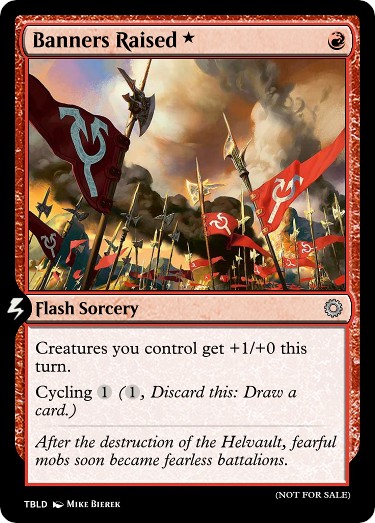 Banners Raised ★
Flash Sorcery
Creatures you control get +1/+0 this
turn.
Cycling 1 (1, Discard this: Draw a
card.)
After the destruction of the Helvault, fearful
mobs soon became fearless battalions.
(NOT FOR SALE)
TBLD Mike Bierek